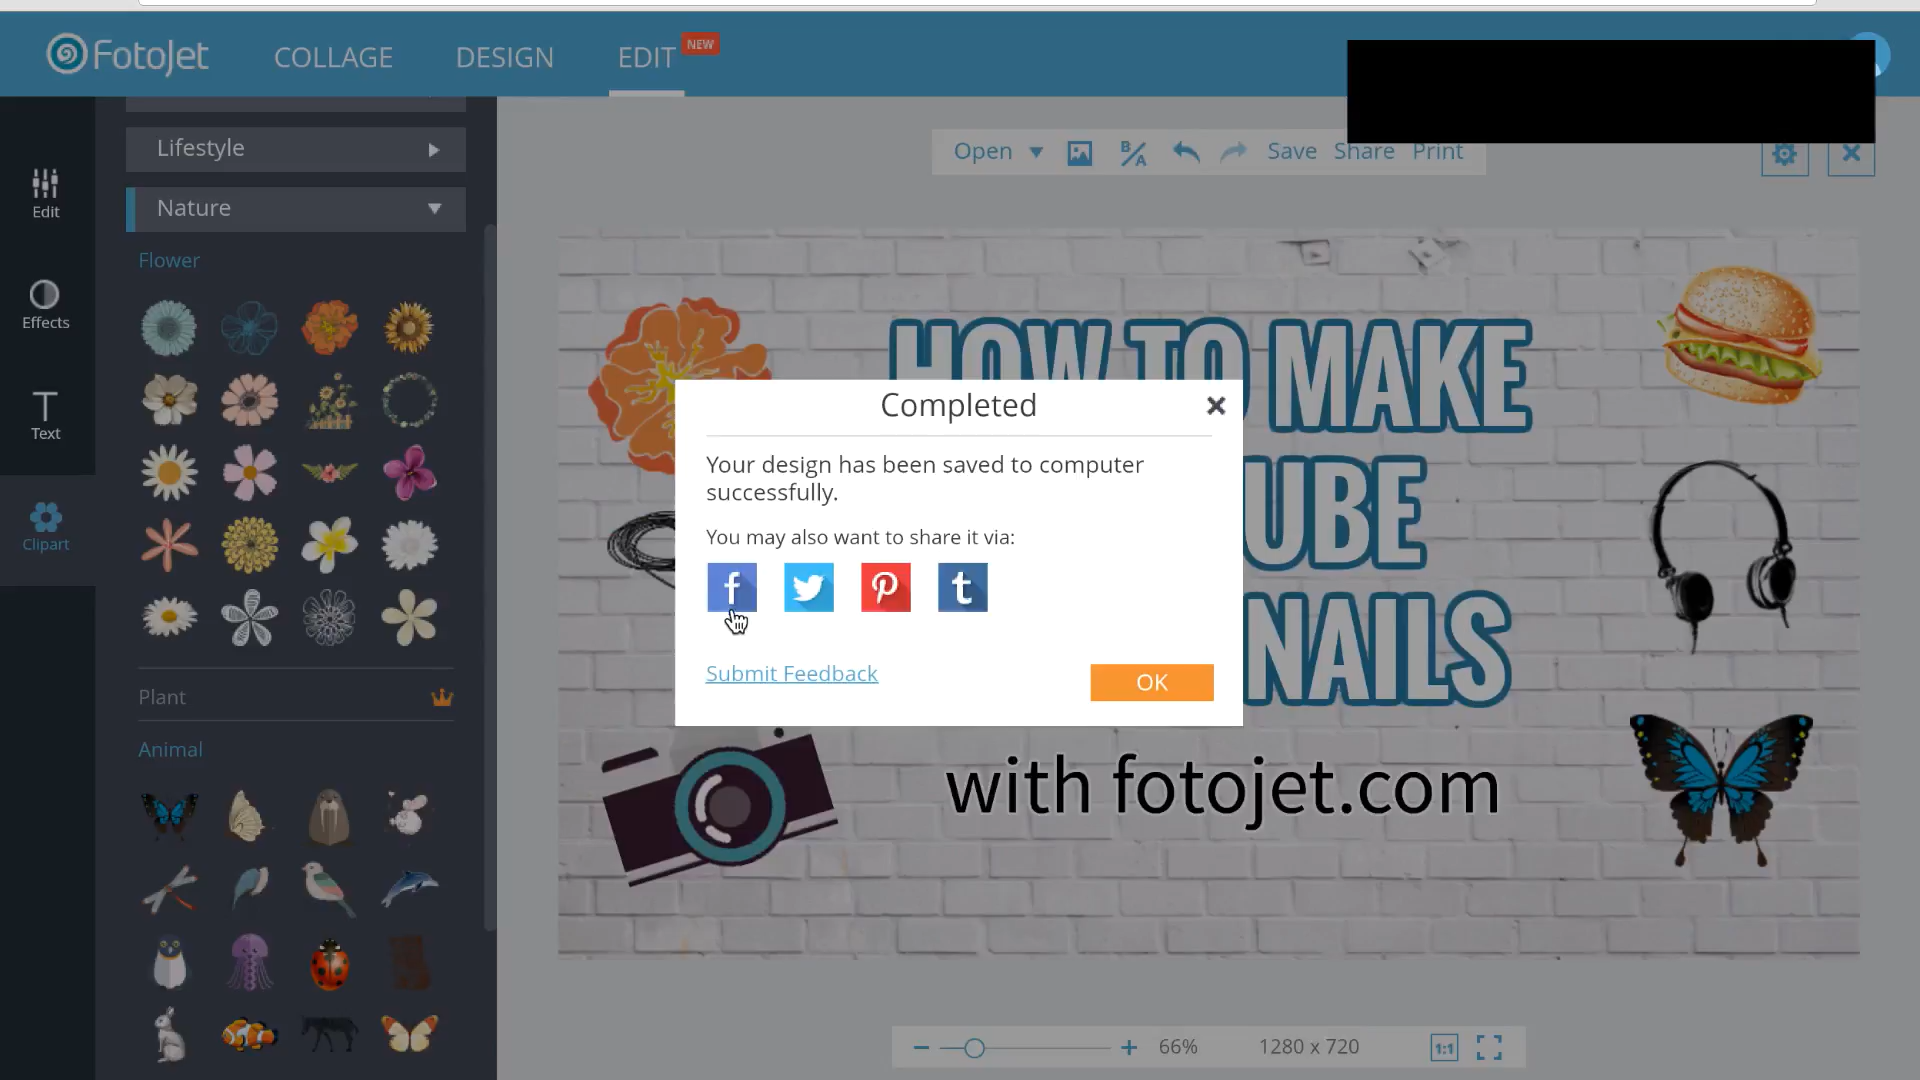 FotoJet
COLLAGE
DESIGN
EDIT
NEW
Lifestyle
Nature
Flower
Plant
Animal
Edit
Effects
Text
Clipart
Open
B/A
Save
Share
Print
HOW TO MAKE
UBE
NAILS
with fotojet.com
Completed
Your design has been saved to computer
successfully.
You may also want to share it via:
Submit Feedback
OK
66%
1280 x 720
1:1